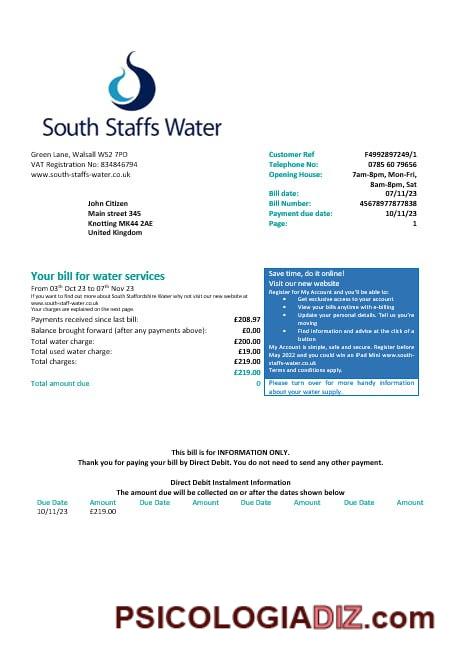 South Staffs Water
Green Lane, Walsall WS2 7PD
VAT Registration No: 834846794
www.south-staffs-water.co.uk
Customer Ref F4992897249/1
Telephone No: 0785 60 79656
Opening House: 7am-8pm, Mon-Fri,
8am-8pm, Sat
Bill date: 07/11/23
Bill Number: 45678977877838
Payment due date: 10/11/23
Page: 1
John Citizen
Main street 345
Knotting MK44 2AE
United Kingdom
Your bill for water services
From 03th Oct 23 to 07th Nov 23
If you want to find out more about South Staffordshire Water why not visit our new website at
www.south-staff-water.co.uk
Your charges are explained on the next page.
Payments received since last bill: £208.97
Balance brought forward (after any payments above): £0.00
Total water charge: £200.00
Total used water charge: £19.00
Total charges: £219.00
£219.00
Total amount due 0
Save time, do it online!
Visit our new website
Register for My Account and you'll be able to:
• Get exclusive access to your account
• View your bills anytime with e-billing
• Update your personal details. Tell us you're
moving
• Find information and advice at the click of a
button
My Account is simple, safe and secure. Register before
May 2022 and you could win an iPad Mini www.south-
staffs-water.co.uk
Terms and conditions apply.
Please turn over for more handy information
about your water supply.
This bill is for INFORMATION ONLY.
Thank you for paying your bill by Direct Debit. You do not need to send any other payment.
Direct Debit Instalment Information
The amount due will be collected on or after the dates shown below
Due Date Amount Due Date Amount Due Date Amount Due Date Amount
10/11/23 £219.00
PSICOLOGIADIZ.com